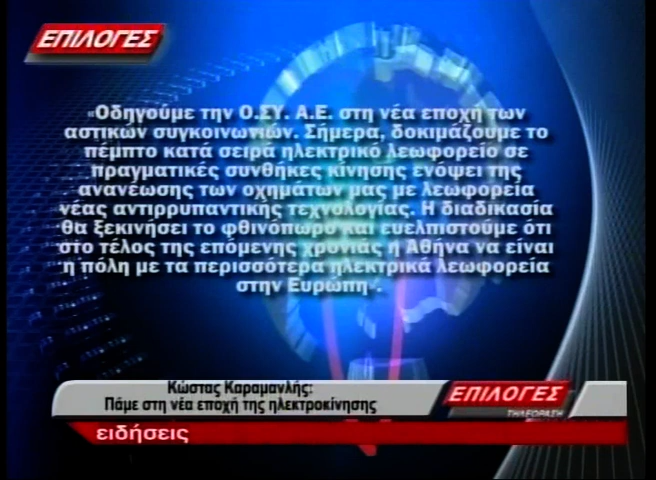 ΕΠΙΛΟΓΕΣ
«Οδηγούμε την Ο.ΣΥ. Α.Ε. στη νέα εποχή των
αστικών συγκοινωνιών. Σήμερα, δοκιμάζουμε το
πέμπτο κατά σειρά ηλεκτρικό λεωφορείο σε
πραγματικές συνθήκες κίνησης ενόψει της
ανανέωσης των οχημάτων μας με λεωφορεία
νέας αντιρρυπαντικής τεχνολογίας. Η διαδικασία
θα ξεκινήσει το φθινόπωρο και ευελπιστούμε ότι
στο τέλος της επόμενης χρονιάς η Αθήνα να είναι
η πόλη με τα περισσότερα ηλεκτρικά λεωφορεία
στην Ευρώπη».
Κώστας Καραμανλής:
Πάμε στη νέα εποχή της ηλεκτροκίνησης
ΕΠΙΛΟΓΕΣ
ΤΗΛΕΟΡΑΣΗ
ειδήσεις